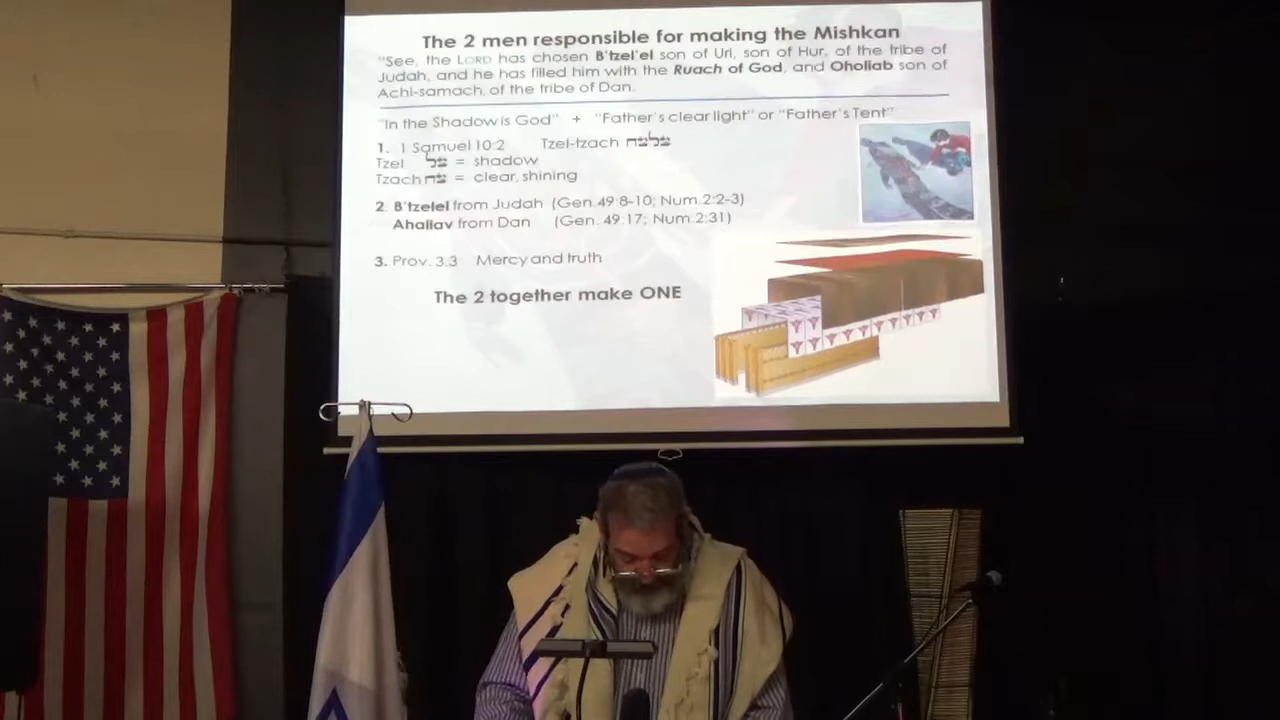 The 2 men responsible for making the Mishkan
"See, the LORD has chosen B'tzel'el son of Uri, son of Hur, of the tribe of
Judah, and he has filled him with the Ruach of God, and Oholiab son of
Achi-samach, of the tribe of Dan.
"In the Shadow is God" + "Father's clear light" or "Father's Tent"
1. 1 Samuel 10:2 Tzel-tzach צלצח
Tzel צל = shadow
Tzach צח = clear, shining
2. B'tzelel from Judah (Gen. 49:8-10; Num. 2:2-3)
Ahaliav from Dan (Gen. 49:17; Num. 2:31)
3. Prov. 3:3 Mercy and truth
The 2 together make ONE